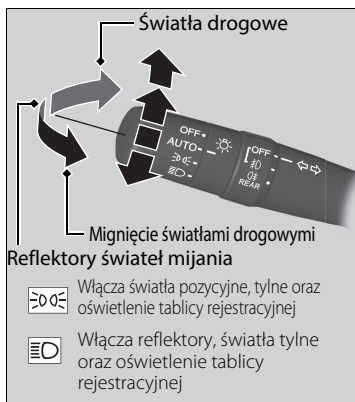 Światła drogowe
OFF
AUTO
OFF
REAR
Mignięcie światłami drogowymi
Reflektory świateł mijania
Włącza światła pozycyjne, tylne oraz
oświetlenie tablicy rejestracyjnej
Włącza reflektory, światła tylne
oraz oświetlenie tablicy
rejestracyjnej